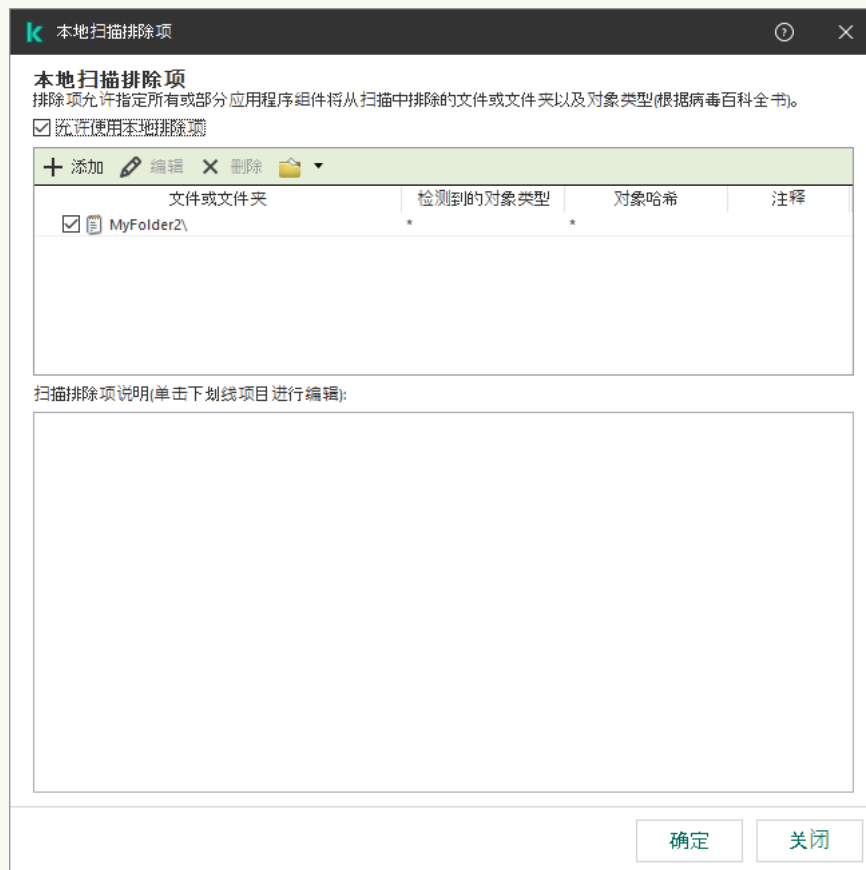 本地扫描排除项
本地扫描排除项
排除项允许指定所有或部分应用程序组件将从扫描中排除的文件或文件夹以及对象类型(根据病毒百科全书)。
允许使用本地排除项
添加 编辑 删除
文件或文件夹 检测到的对象类型 对象哈希 注释
MyFolder2\ * *
扫描排除项说明(单击下划线项目进行编辑):
确定 关闭